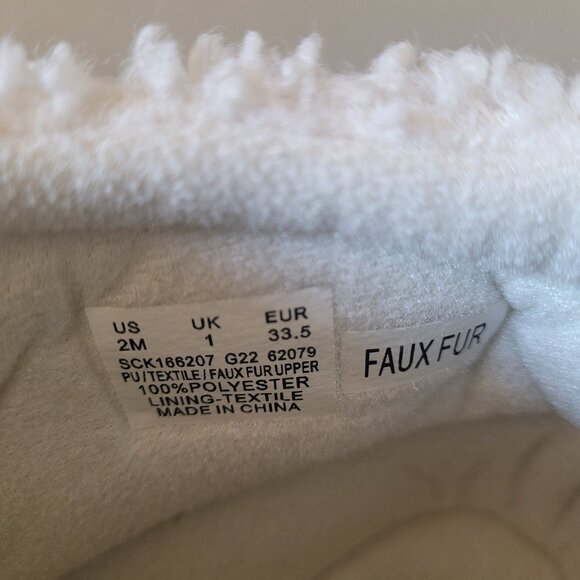 US UK EUR
2M 1 33.5
SCK166207 G22 62079
PU/TEXTILE/FAUX FUR UPPER
100%POLYESTER
LINING-TEXTILE
MADE IN CHINA
FAUX FUR